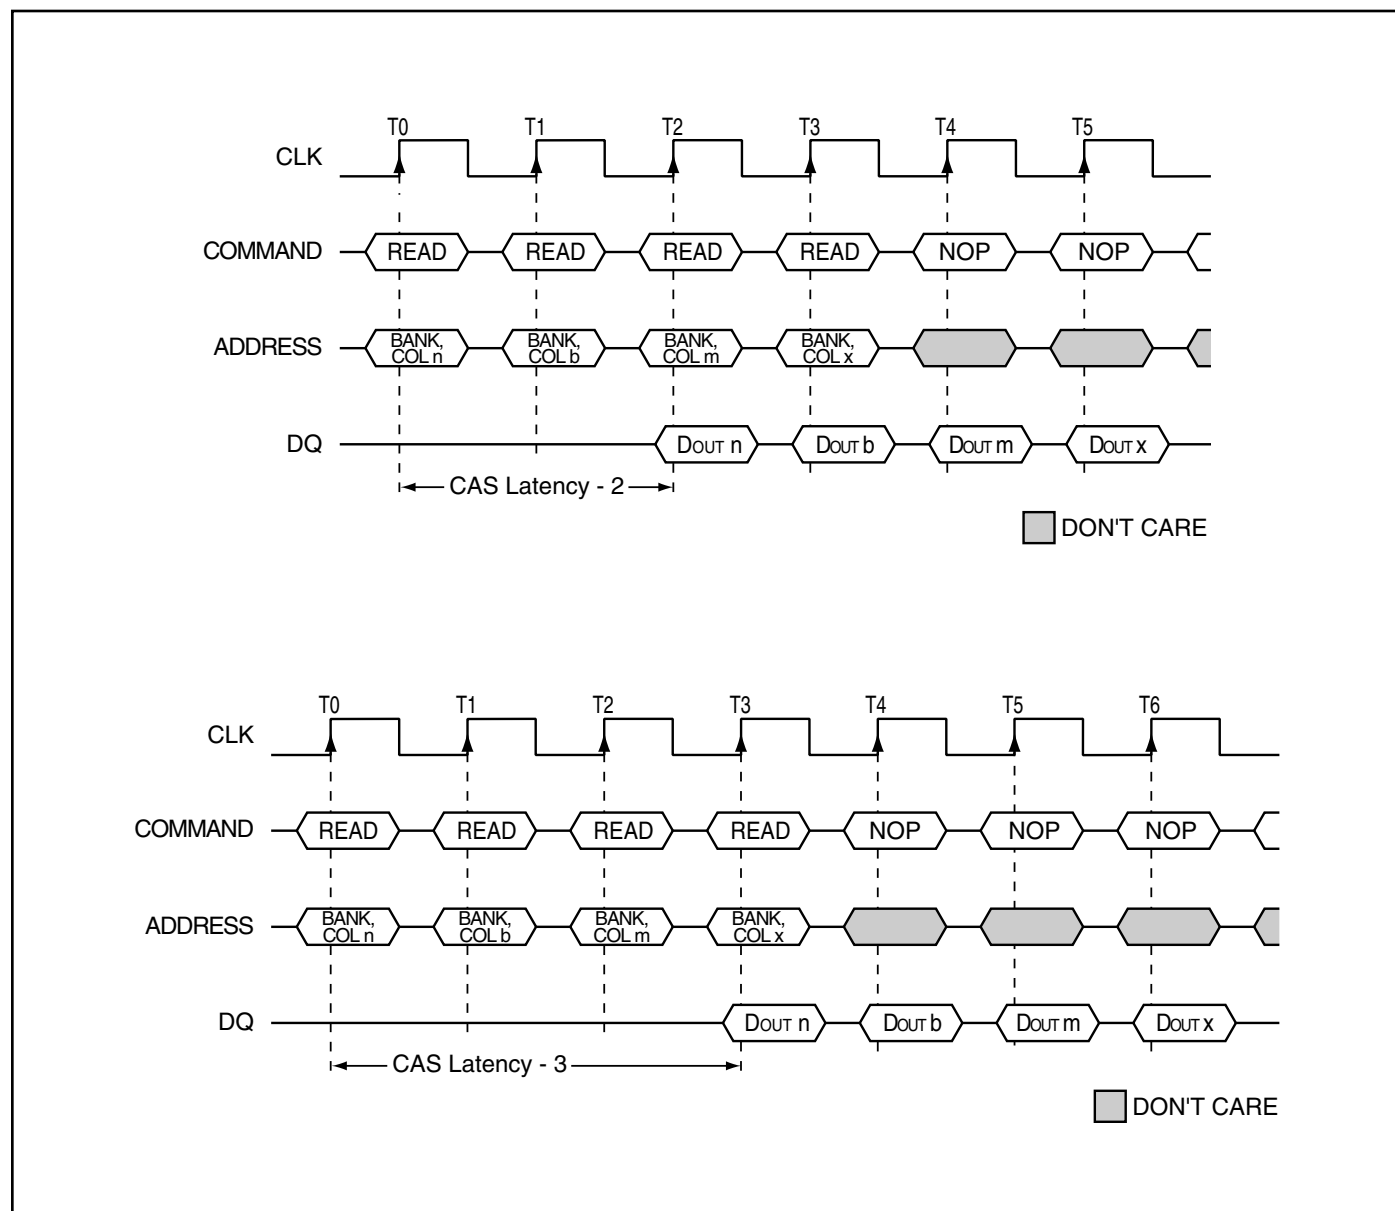 T0 T1 T2 T3 T4 T5
CLK
COMMAND READ READ READ READ NOP NOP
ADDRESS BANK, COL n BANK, COL b BANK, COL m BANK, COL x
DQ DOUT n DOUT b DOUT m DOUT x
CAS Latency - 2
DON'T CARE
T0 T1 T2 T3 T4 T5 T6
CLK
COMMAND READ READ READ READ NOP NOP NOP
ADDRESS BANK, COL n BANK, COL b BANK, COL m BANK, COL x
DQ DOUT n DOUT b DOUT m DOUT x
CAS Latency - 3
DON'T CARE